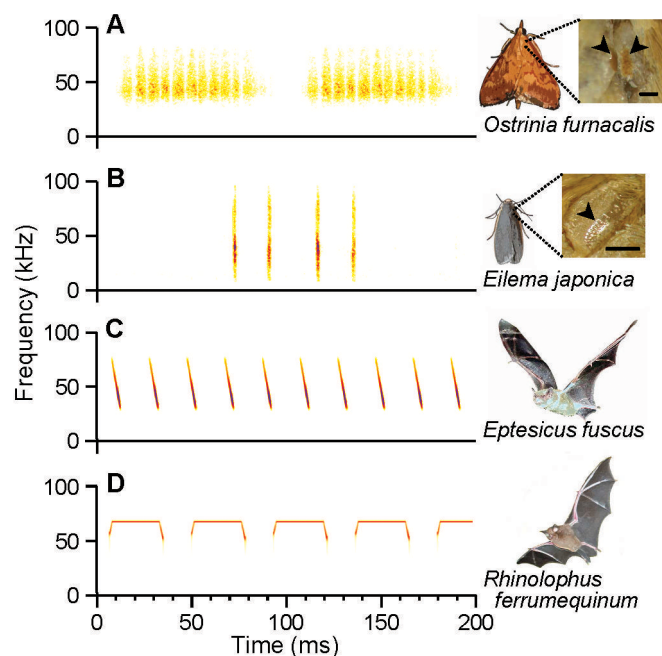 A
100
50
0
Ostrinia furnacalis
B
100
50
0
Eilema japonica
Frequency (kHz)
C
100
50
0
Eptesicus fuscus
D
100
50
0
Rhinolophus
ferrumequinum
0 50 100 150 200
Time (ms)